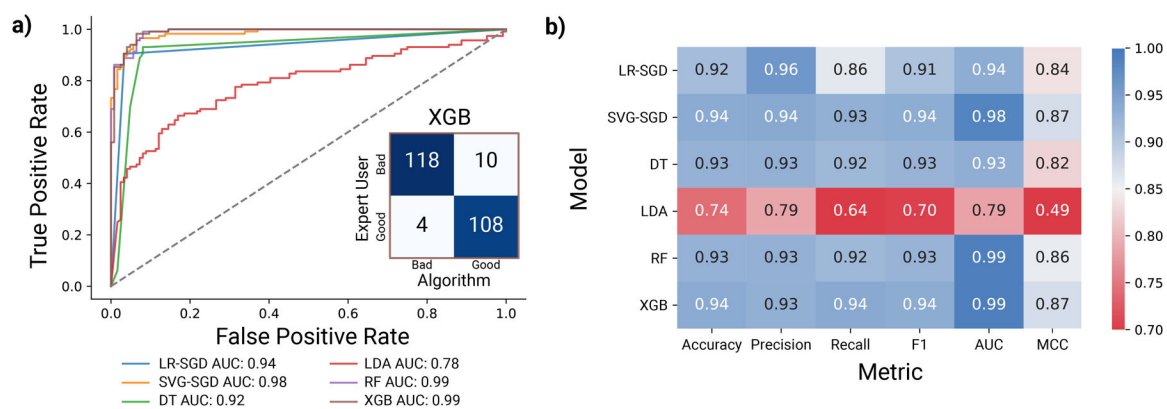 a)
True Positive Rate
1.0
0.8
0.6
0.4
0.2
0.0
0.0 0.2 0.4 0.6 0.8 1.0
False Positive Rate
XGB
Expert User
Bad
Good
118 10
4 108
Bad Good
Algorithm
LR-SGD AUC: 0.94
SVG-SGD AUC: 0.98
DT AUC: 0.92
LDA AUC: 0.78
RF AUC: 0.99
XGB AUC: 0.99
b)
Model
LR-SGD 0.92 0.96 0.86 0.91 0.94 0.84
SVG-SGD 0.94 0.94 0.93 0.94 0.98 0.87
DT 0.93 0.93 0.92 0.93 0.93 0.82
LDA 0.74 0.79 0.64 0.70 0.79 0.49
RF 0.93 0.93 0.92 0.93 0.99 0.86
XGB 0.94 0.93 0.94 0.94 0.99 0.87
Accuracy Precision Recall F1 AUC MCC
Metric
1.00
0.95
0.90
0.85
0.80
0.75
0.70